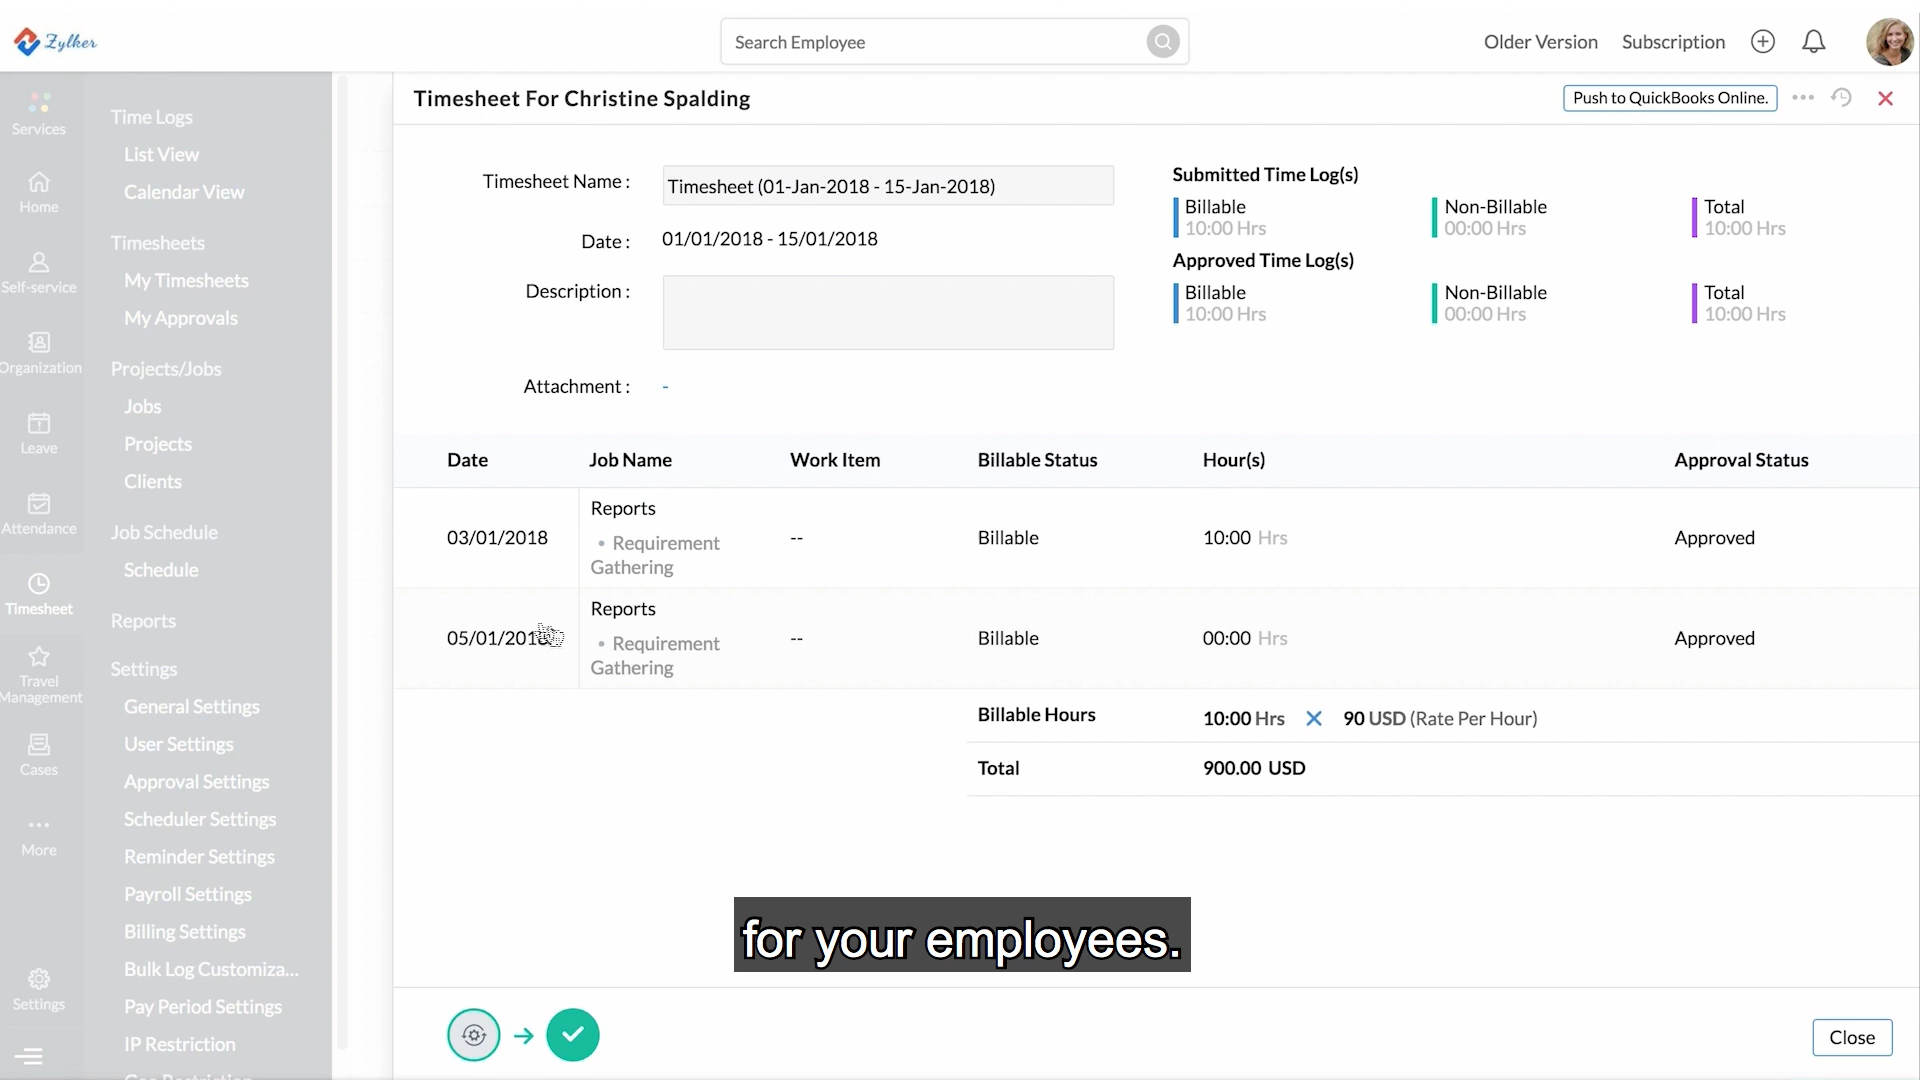 Zylker
Search Employee
Older Version
Subscription
Services
Home
Self-service
Organization
Leave
Attendance
Timesheet
Travel
Management
Cases
More
Settings
Time Logs
List View
Calendar View
Timesheets
My Timesheets
My Approvals
Projects/Jobs
Jobs
Projects
Clients
Job Schedule
Schedule
Reports
Settings
General Settings
User Settings
Approval Settings
Scheduler Settings
Reminder Settings
Payroll Settings
Billing Settings
Bulk Log Customiza...
Pay Period Settings
IP Restriction
Timesheet For Christine Spalding
Push to QuickBooks Online.
Timesheet Name : Timesheet (01-Jan-2018 - 15-Jan-2018)
Date : 01/01/2018 - 15/01/2018
Description :
Attachment : -
Submitted Time Log(s)
Billable Non-Billable Total
10:00 Hrs 00:00 Hrs 10:00 Hrs
Approved Time Log(s)
Billable Non-Billable Total
10:00 Hrs 00:00 Hrs 10:00 Hrs
Date Job Name Work Item Billable Status Hour(s) Approval Status
Reports
03/01/2018 • Requirement -- Billable 10:00 Hrs Approved
Gathering
Reports
05/01/2018 • Requirement -- Billable 00:00 Hrs Approved
Gathering
Billable Hours 10:00 Hrs 90 USD (Rate Per Hour)
Total 900.00 USD
for your employees.
Close